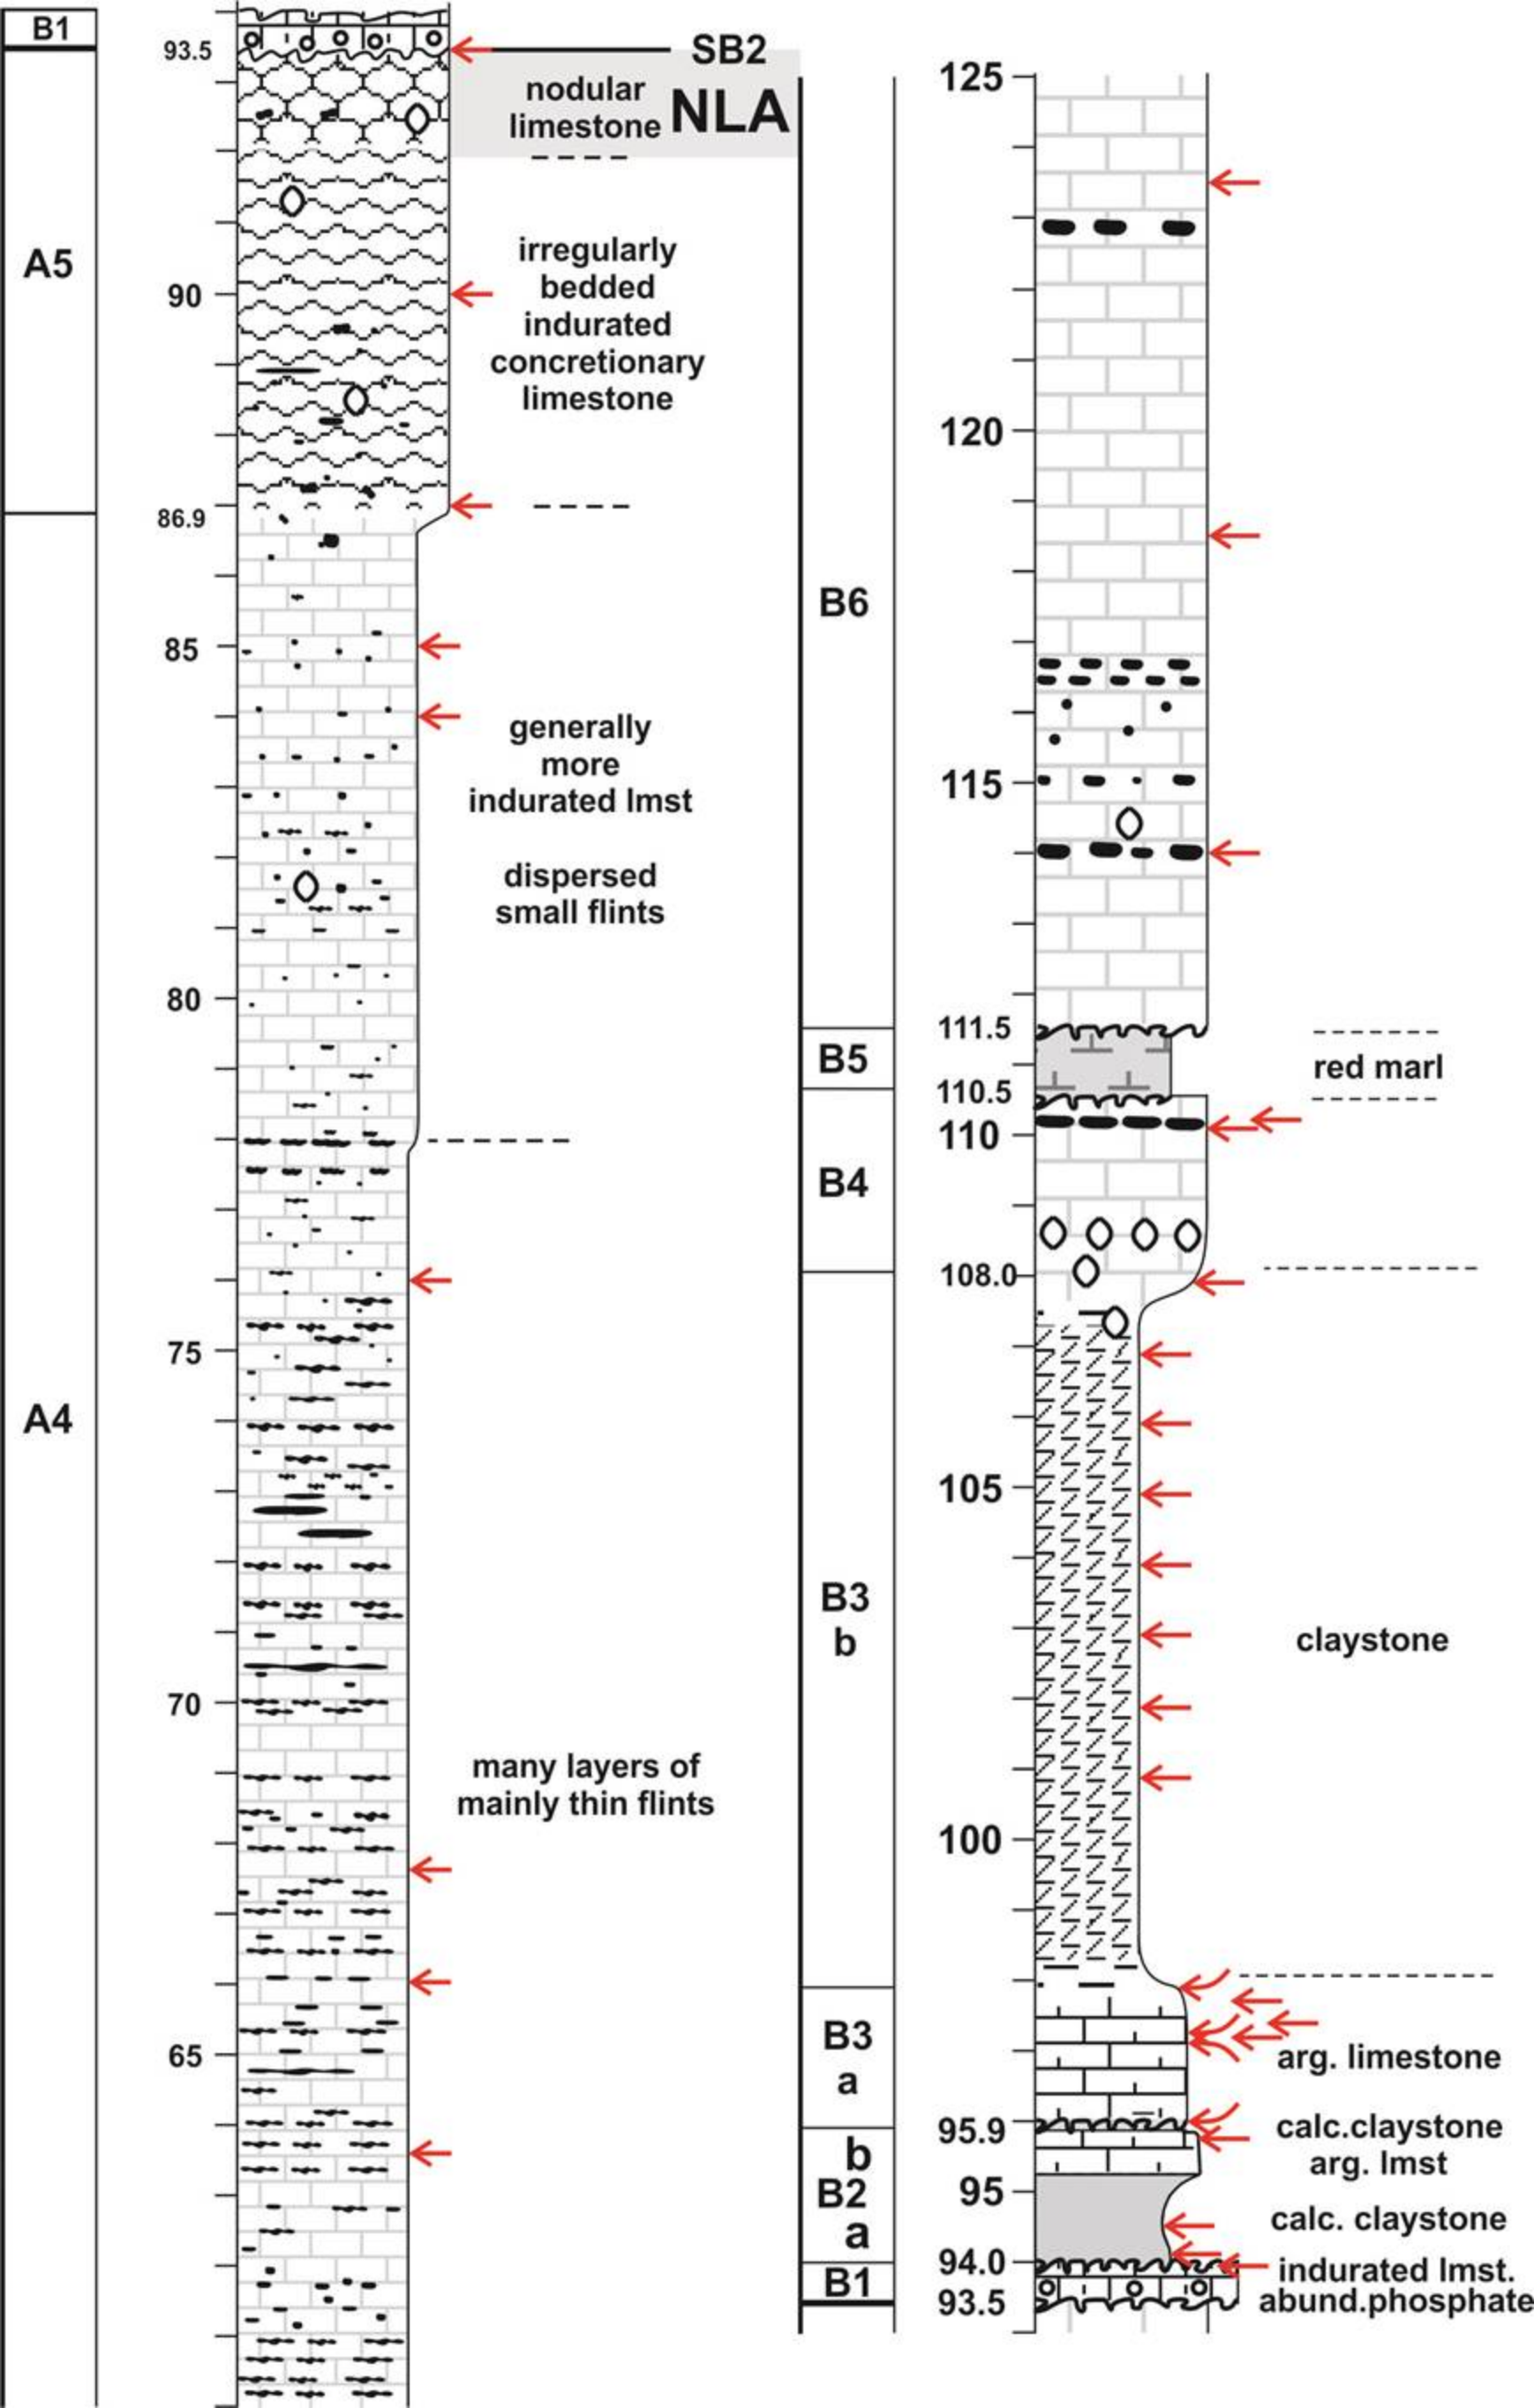 B1
A5
A4
93.5
90
86.9
85
80
75
70
65
SB2
nodular
limestone NLA
irregularly
bedded
indurated
concretionary
limestone
generally
more
indurated lmst
dispersed
small flints
many layers of
mainly thin flints
B6
B5
B4
B3
b
B3
a
b
B2
a
B1
125
120
115
111.5
110.5
110
108.0
105
100
95.9
95
94.0
93.5
red marl
claystone
arg. limestone
calc.claystone
arg. lmst
calc. claystone
indurated lmst.
abund.phosphate